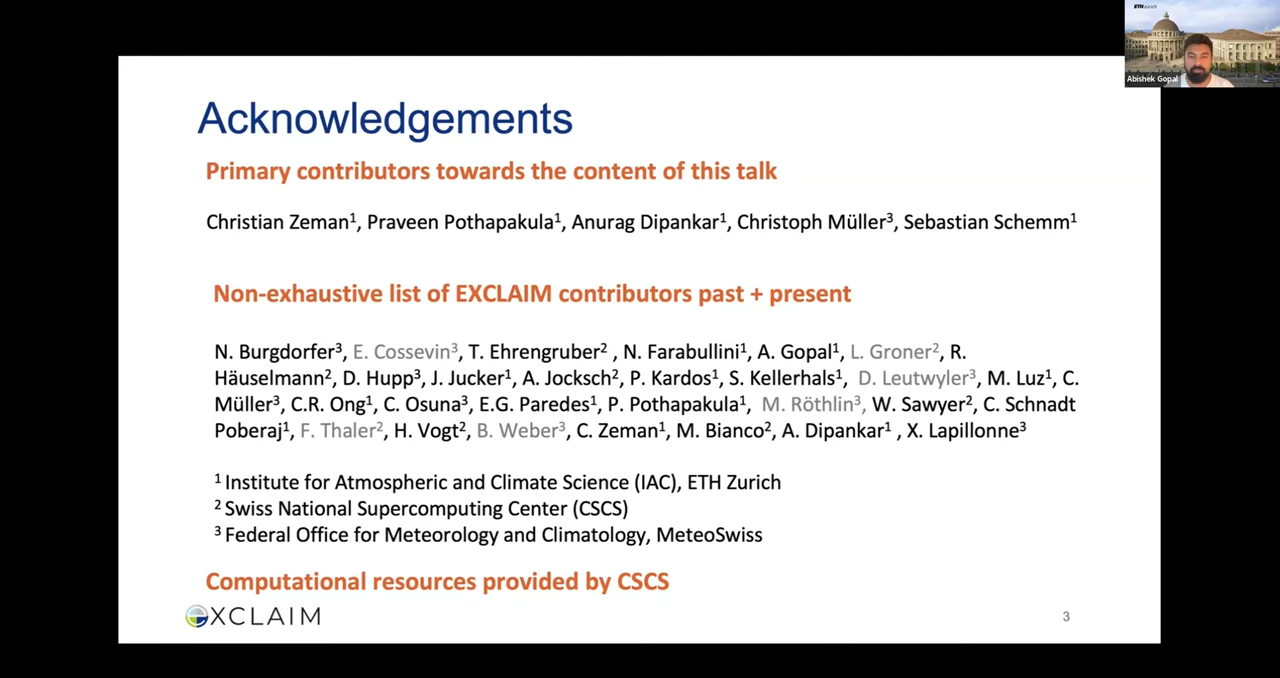 ETH zürich
Abishek Gopal
Acknowledgements
Primary contributors towards the content of this talk
Christian Zeman¹, Praveen Pothapakula¹, Anurag Dipankar¹, Christoph Müller³, Sebastian Schemm¹
Non-exhaustive list of EXCLAIM contributors past + present
N. Burgdorfer³, E. Cossevin³, T. Ehrengruber² , N. Farabullini¹, A. Gopal¹, L. Groner², R.
Häuselmann², D. Hupp³, J. Jucker¹, A. Jocksch², P. Kardos¹, S. Kellerhals¹, D. Leutwyler³, M. Luz¹, C.
Müller³, C.R. Ong¹, C. Osuna³, E.G. Paredes¹, P. Pothapakula¹, M. Röthlin³, W. Sawyer², C. Schnadt
Poberaj¹, F. Thaler², H. Vogt², B. Weber³, C. Zeman¹, M. Bianco², A. Dipankar¹ , X. Lapillonne³
¹ Institute for Atmospheric and Climate Science (IAC), ETH Zurich
² Swiss National Supercomputing Center (CSCS)
³ Federal Office for Meteorology and Climatology, MeteoSwiss
Computational resources provided by CSCS
EXCLAIM
3